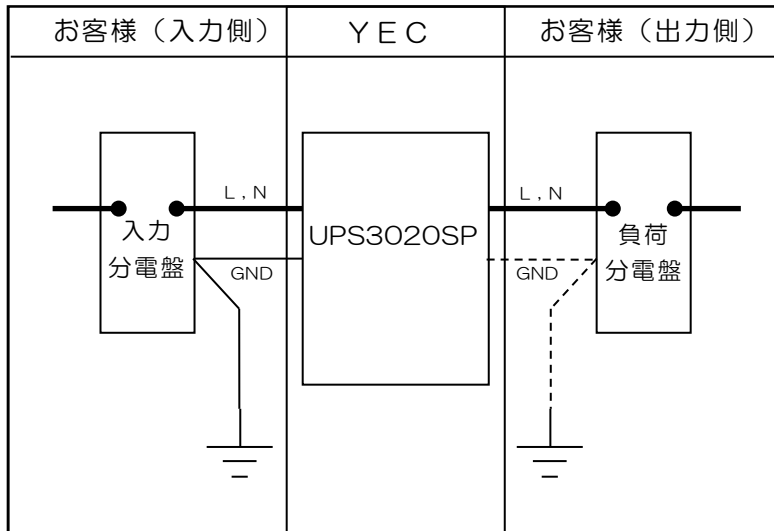 お客様（入力側）
ＹＥＣ
お客様（出力側）
L , N
L , N
入力
分電盤
UPS3020SP
負荷
分電盤
GND
GND